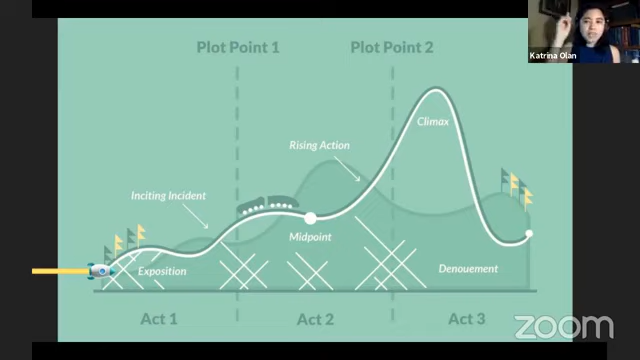 Plot Point 1
Plot Point 2
Katrina Olan
Climax
Rising Action
Inciting Incident
Midpoint
Exposition
Denouement
Act 1
Act 2
Act 3
zoom